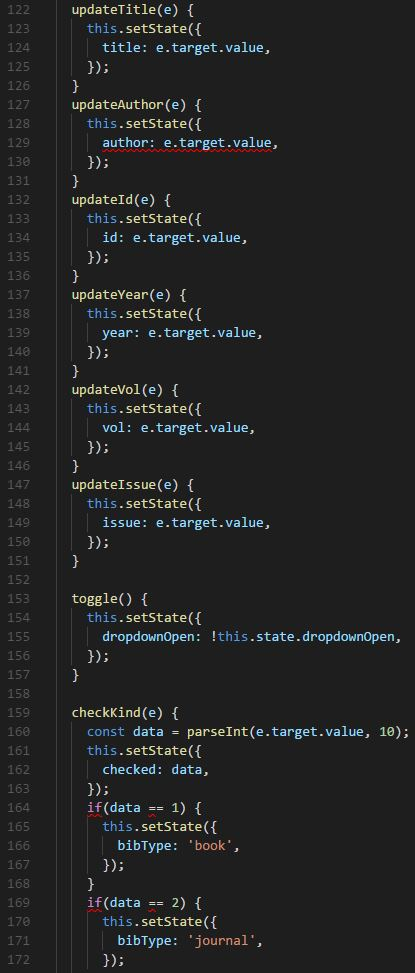 122 updateTitle(e) {
123 this.setState({
124 title: e.target.value,
125 });
126 }
127 updateAuthor(e) {
128 this.setState({
129 author: e.target.value,
130 });
131 }
132 updateId(e) {
133 this.setState({
134 id: e.target.value,
135 });
136 }
137 updateYear(e) {
138 this.setState({
139 year: e.target.value,
140 });
141 }
142 updateVol(e) {
143 this.setState({
144 vol: e.target.value,
145 });
146 }
147 updateIssue(e) {
148 this.setState({
149 issue: e.target.value,
150 });
151 }
152
153 toggle() {
154 this.setState({
155 dropdownOpen: !this.state.dropdownOpen,
156 });
157 }
158
159 checkKind(e) {
160 const data = parseInt(e.target.value, 10);
161 this.setState({
162 checked: data,
163 });
164 if(data == 1) {
165 this.setState({
166 bibType: 'book',
167 });
168 }
169 if(data == 2) {
170 this.setState({
171 bibType: 'journal',
172 });